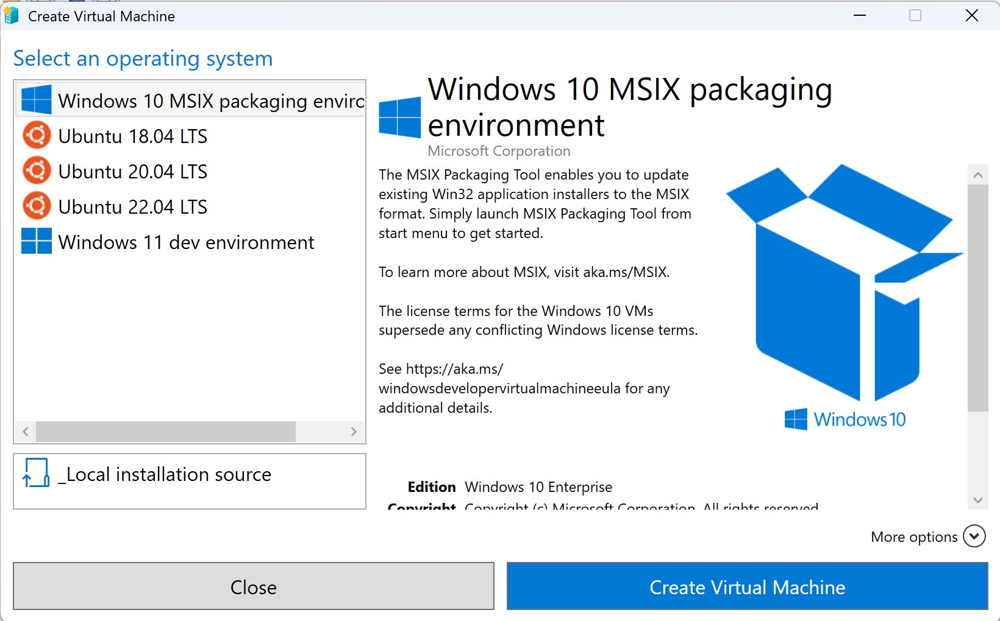 Create Virtual Machine
Select an operating system
Windows 10 MSIX packaging enviro
Ubuntu 18.04 LTS
Ubuntu 20.04 LTS
Ubuntu 22.04 LTS
Windows 11 dev environment
_Local installation source
Windows 10 MSIX packaging
environment
Microsoft Corporation
The MSIX Packaging Tool enables you to update
existing Win32 application installers to the MSIX
format. Simply launch MSIX Packaging Tool from
start menu to get started.
To learn more about MSIX, visit aka.ms/MSIX.
The license terms for the Windows 10 VMs
supersede any conflicting Windows license terms.
See https://aka.ms/
windowsdevelopervirtualmachineeula for any
additional details.
Windows 10
Edition Windows 10 Enterprise
Copyright Copyright (c) Microsoft Corporation. All rights reserved
More options
Close
Create Virtual Machine